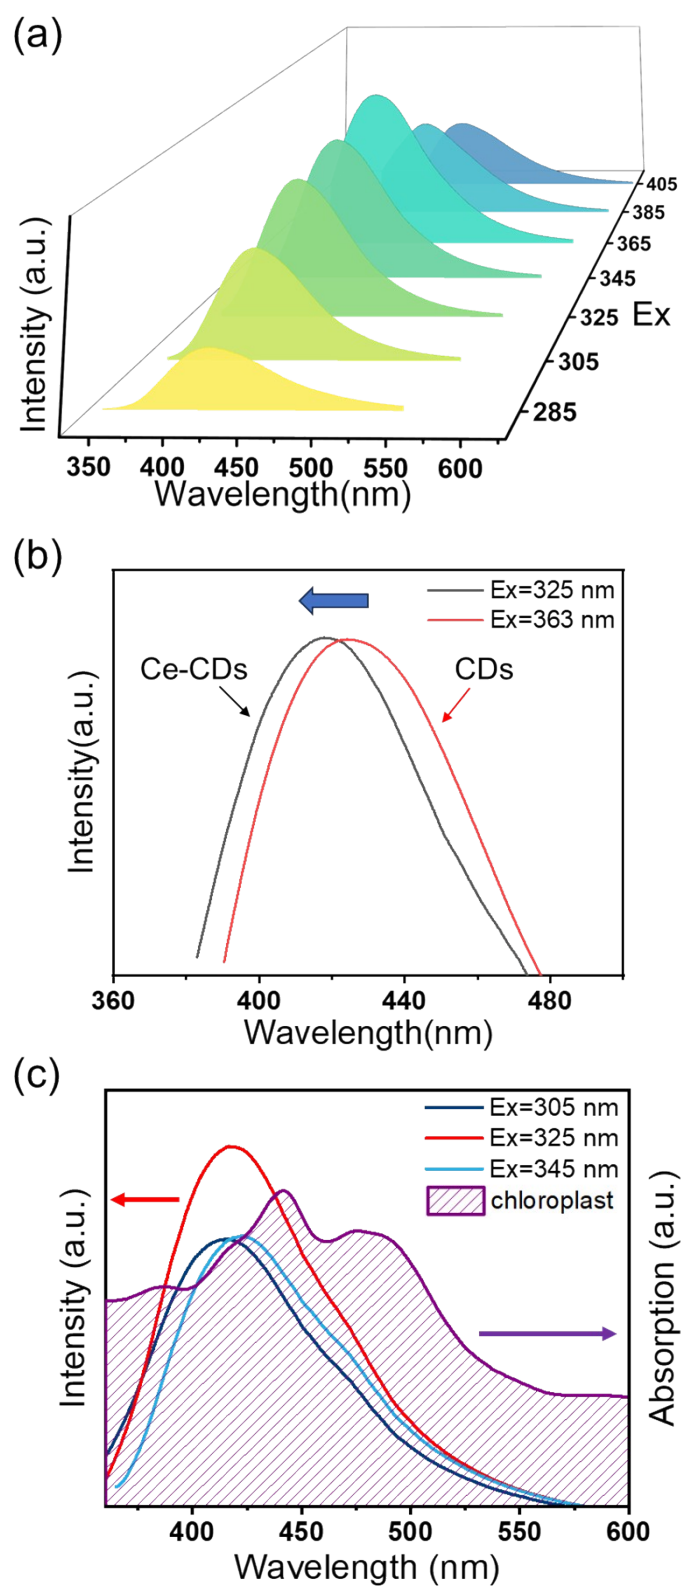 (a)
Intensity (a.u.)
405
385
365
345
325
Ex
305
285
350 400 450 500 550 600
Wavelength(nm)
(b)
Ex=325 nm
Ex=363 nm
Ce-CDs
CDs
Intensity(a.u.)
360 400 440 480
Wavelength(nm)
(c)
Ex=305 nm
Ex=325 nm
Ex=345 nm
chloroplast
Intensity (a.u.)
Absorption (a.u.)
400 450 500 550 600
Wavelength (nm)